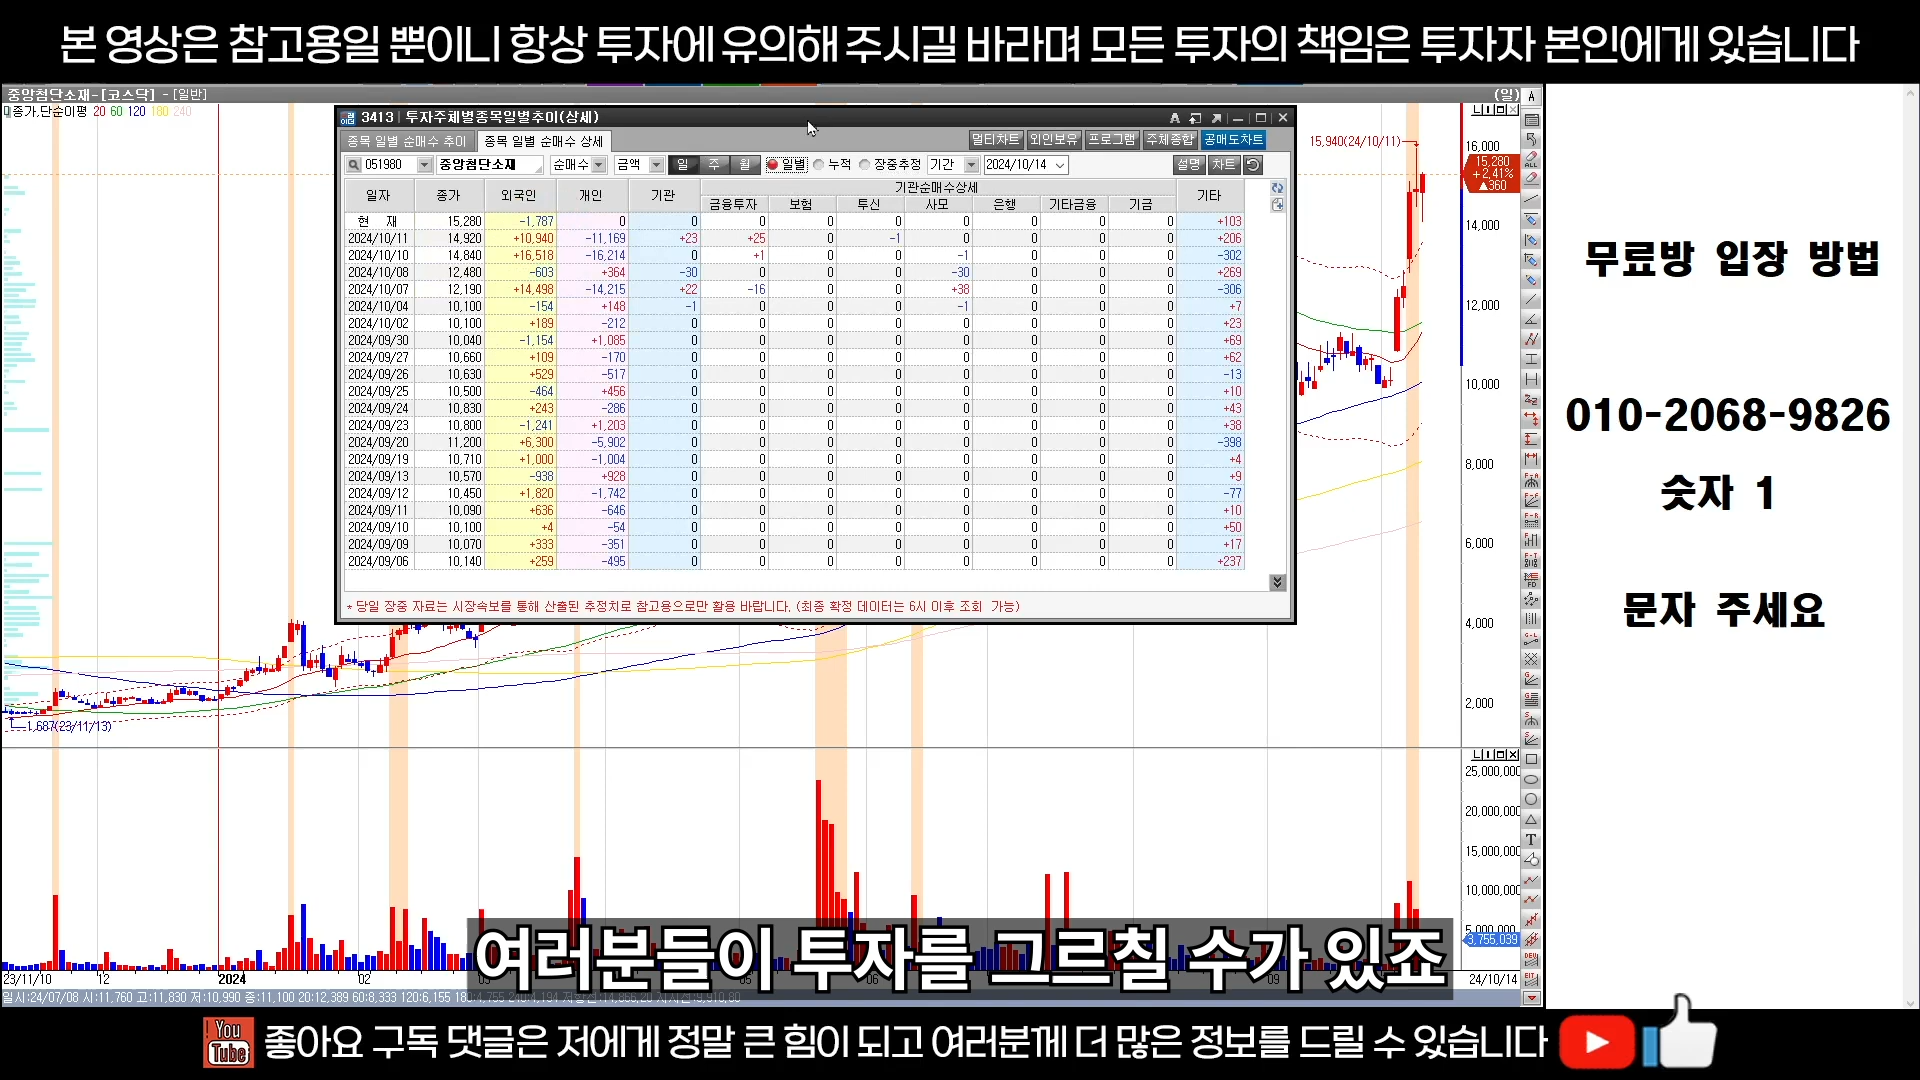 본 영상은 참고용일 뿐이니 항상 투자에 유의해 주시길 바라며 모든 투자의 책임은 투자자 본인에게 있습니다
중앙첨단소재-[코스닥] - [일반] (일)
종가,단순이평 20 60 120 180 240
3413 투자주체별종목일별추이(상세)
종목 일별 순매수 추이 종목 일별 순매수 상세 멀티차트 외인보유 프로그램 주체종합 공매도차트
051980 중앙첨단소재 순매수 금액 일 주 월 일별 누적 장중추정 기간 2024/10/14 설명 차트
일자 종가 외국인 개인 기관 기관순매수상세 기타
금융투자 보험 투신 사모 은행 기타금융 기금
현 재 15,280 -1,787 0 0 0 0 0 0 0 0 0 +103
2024/10/11 14,920 +10,940 -11,169 +23 +25 0 -1 0 0 0 0 +206
2024/10/10 14,840 +16,518 -16,214 0 +1 0 0 -1 0 0 0 -302
2024/10/08 12,480 -603 +364 -30 0 0 0 -30 0 0 0 +269
2024/10/07 12,190 +14,498 -14,215 +22 -16 0 0 +38 0 0 0 -306
2024/10/04 10,100 -154 +148 -1 0 0 0 -1 0 0 0 +7
2024/10/02 10,100 +189 -212 0 0 0 0 0 0 0 0 +23
2024/09/30 10,040 -1,154 +1,085 0 0 0 0 0 0 0 0 +69
2024/09/27 10,660 +109 -170 0 0 0 0 0 0 0 0 +62
2024/09/26 10,630 +529 -517 0 0 0 0 0 0 0 0 -13
2024/09/25 10,500 -464 +456 0 0 0 0 0 0 0 0 +10
2024/09/24 10,830 +243 -286 0 0 0 0 0 0 0 0 +43
2024/09/23 10,800 -1,241 +1,203 0 0 0 0 0 0 0 0 +38
2024/09/20 11,200 +6,300 -5,902 0 0 0 0 0 0 0 0 -398
2024/09/19 10,710 +1,000 -1,004 0 0 0 0 0 0 0 0 +4
2024/09/13 10,570 -938 +928 0 0 0 0 0 0 0 0 +9
2024/09/12 10,450 +1,820 -1,742 0 0 0 0 0 0 0 0 -77
2024/09/11 10,090 +636 -646 0 0 0 0 0 0 0 0 +10
2024/09/10 10,100 +4 -54 0 0 0 0 0 0 0 0 +50
2024/09/09 10,070 +333 -351 0 0 0 0 0 0 0 0 +17
2024/09/06 10,140 +259 -495 0 0 0 0 0 0 0 0 +237
* 당일 장중 자료는 시장속보를 통해 산출된 추정치로 참고용으로만 활용 바랍니다. (최종 확정 데이터는 6시 이후 조회 가능)
15,940(24/10/11)
16,000
15,280
+2,41%
▲360
14,000
12,000
10,000
8,000
6,000
4,000
2,000
1,687(23/11/13)
25,000,000
20,000,000
15,000,000
10,000,000
5,000,000
3,755,039
23/11/10 12 2024 02 09 24/10/14
일시:24/07/08 시:11,760 고:11,830 저:10,990 종:11,100 20:12,389 60:8,333 120:6,155
무료방 입장 방법
010-2068-9826
숫자 1
문자 주세요
여러분들이 투자를 그르칠 수가 있죠
You Tube 좋아요 구독 댓글은 저에게 정말 큰 힘이 되고 여러분께 더 많은 정보를 드릴 수 있습니다